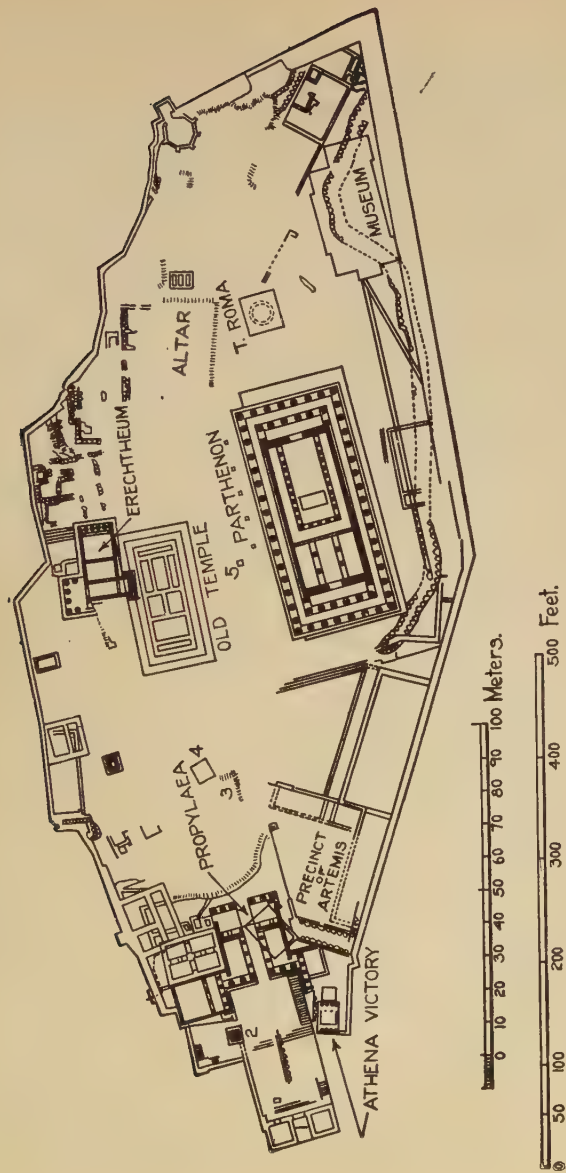 ERECHTHEUM
ALTAR
T. ROMA
MUSEUM
OLD TEMPLE
5
PARTHENON
PROPYLAEA
4
3
PRECINCT
OF
ARTEMIS
2
ATHENA VICTORY
0 10 20 30 40 50 60 70 80 90 100 Meters.
0 50 100 200 300 400 500 Feet.